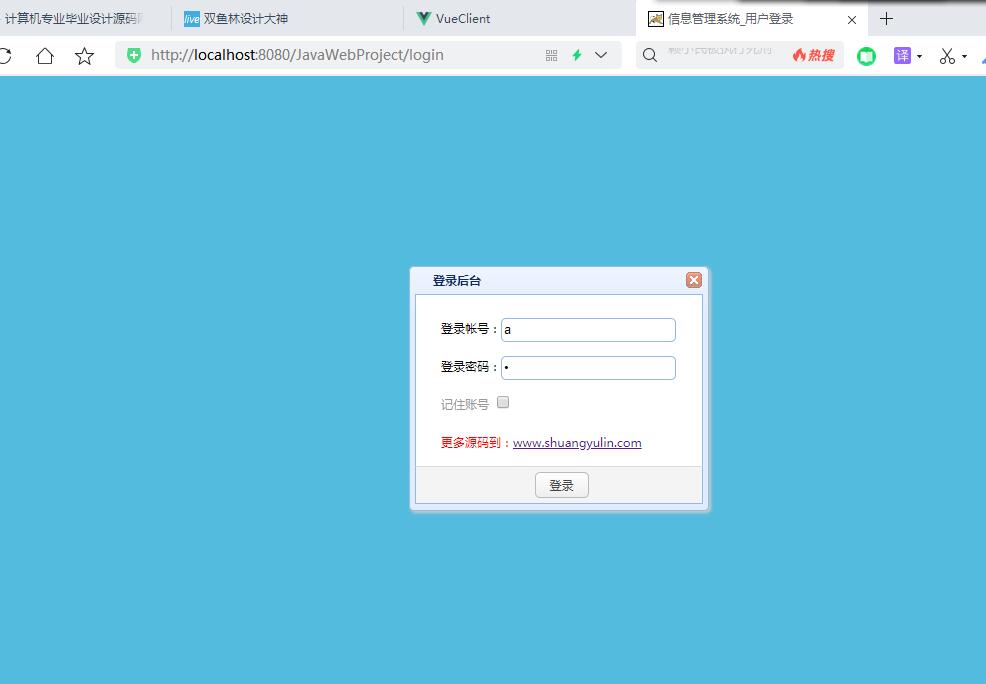 计算机专业毕业设计源码
live 双鱼林设计大神
VueClient
信息管理系统_用户登录
http://localhost:8080/JavaWebProject/login
热搜
译
登录后台
登录帐号：a
登录密码：•
记住账号
更多源码到：www.shuangyulin.com
登录